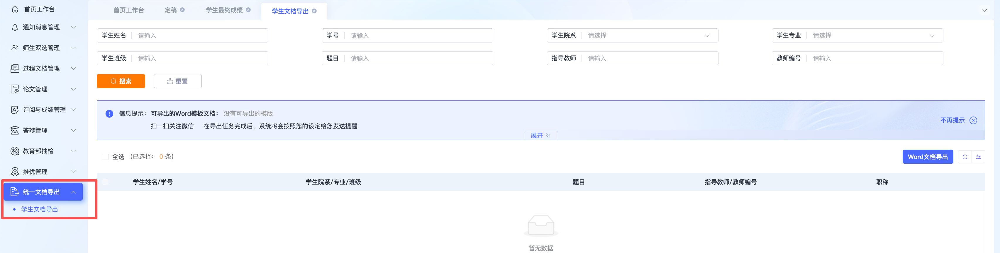 首页工作台
通知消息管理
师生双选管理
过程文档管理
论文管理
评阅与成绩管理
答辩管理
教育部抽检
推优管理
统一文档导出
学生文档导出
首页工作台 定稿 学生最终成绩 学生文档导出
学生姓名 请输入 学号 请输入 学生院系 请选择 学生专业 请选择
学生班级 请输入 题目 请输入 指导教师 请输入 教师编号 请输入
搜索 重置
信息提示： 可导出的Word模板文档： 没有可导出的模版
扫一扫关注微信 在导出任务完成后，系统将会按照您的设定给您发送提醒
不再提示
展开
全选 （已选择： 0 条）
Word文档导出
学生姓名/学号 学生院系/专业/班级 题目 指导教师/教师编号 职称
暂无数据